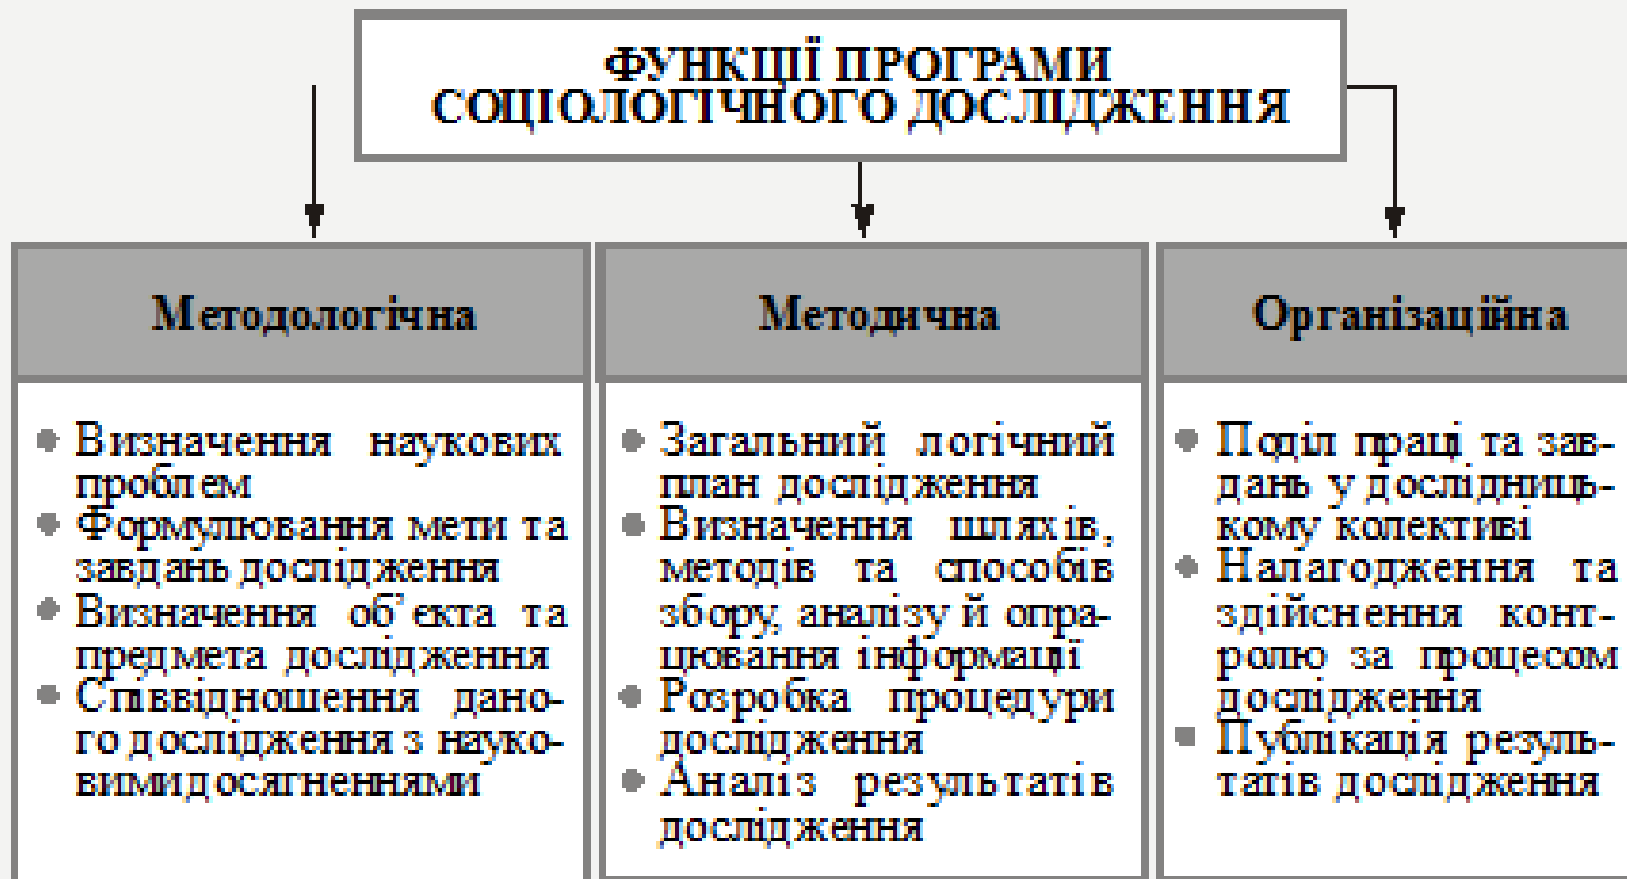 ФУНКЦІЇ ПРОГРАМИ
СОЦІОЛОГІЧНОГО ДОСЛІДЖЕННЯ
Методологічна
Визначення наукових
проблем
Формулювання мети та
завдань дослідження
Визначення об’єкта та
предмета дослідження
Співвідношення дано-
го дослідження з науко-
вими досягненнями
Методична
Загальний логічний
план дослідження
Визначення шляхів,
методів та способів
збору, аналізу й опра-
цювання інформації
Розробка процедури
дослідження
Аналіз результатів
дослідження
Організаційна
Поділ праці та зав-
дань у дослідниць-
кому колективі
Налагодження та
здійснення конт-
ролю за процесом
дослідження
Публікація резуль-
татів дослідження